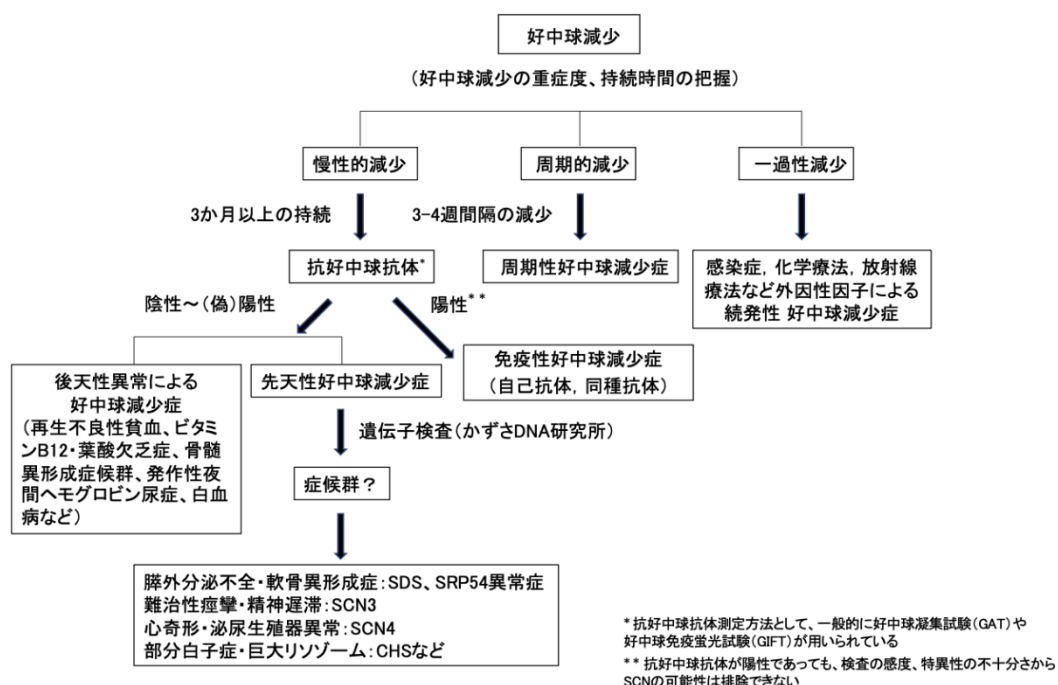 好中球減少
(好中球減少の重症度、持続時間の把握)
慢性的減少
周期的減少
一過性減少
3か月以上の持続
3-4週間隔の減少
抗好中球抗体*
周期性好中球減少症
感染症, 化学療法, 放射線
療法など外因性因子による
続発性 好中球減少症
陰性~(偽)陽性
陽性**
後天性異常による
好中球減少症
(再生不良性貧血、ビタミ
ンB12・葉酸欠乏症、骨髄
異形成症候群、発作性夜
間ヘモグロビン尿症、白血
病など)
先天性好中球減少症
免疫性好中球減少症
(自己抗体, 同種抗体)
遺伝子検査(かずさDNA研究所)
症候群?
膵外分泌不全・軟骨異形成症:SDS、SRP54異常症
難治性痙攣・精神遅滞:SCN3
心奇形・泌尿生殖器異常:SCN4
部分白子症・巨大リソゾーム:CHSなど
*抗好中球抗体測定方法として、一般的に好中球凝集試験(GAT)や
好中球免疫蛍光試験(GIFT)が用いられている
**抗好中球抗体が陽性であっても、検査の感度、特異性の不十分さから
SCNの可能性は排除できない